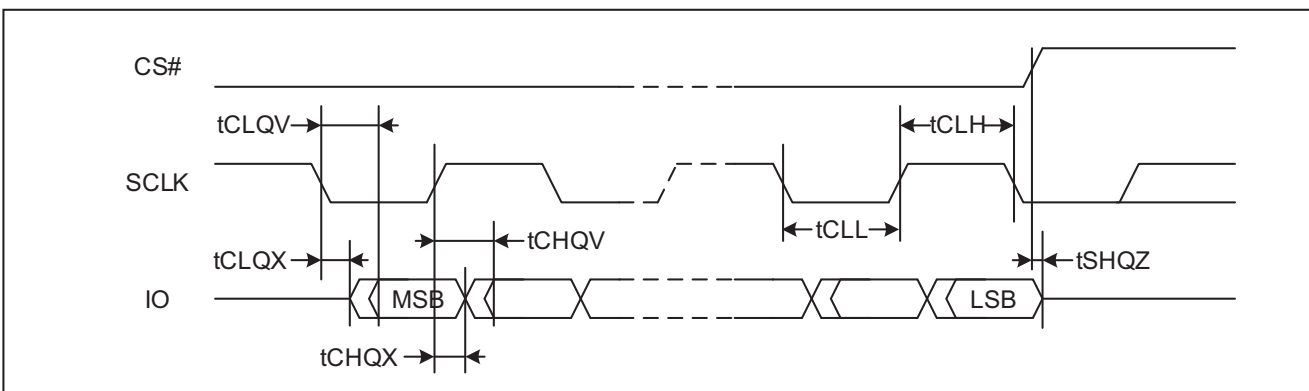 CS#
tCLQV
tCLH
SCLK
tCLL
tCHQV
tCLQX
tSHQZ
IO
MSB
LSB
tCHQX